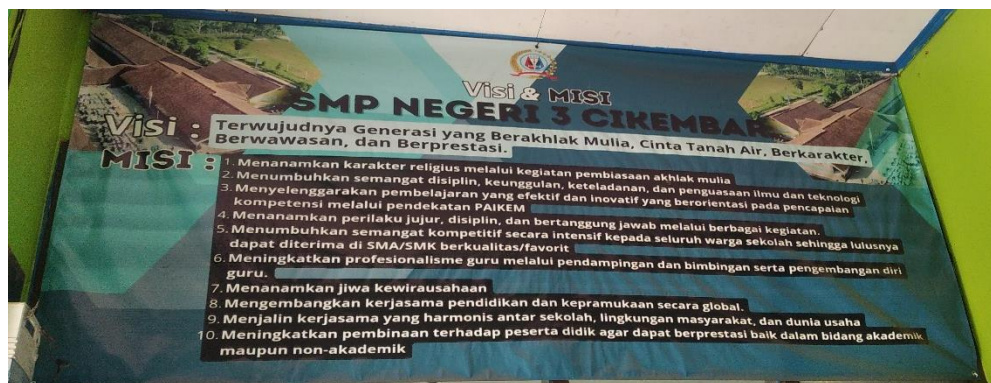 Visi & MISI
SMP NEGERI 3 CIKEMBAR
Visi : Terwujudnya Generasi yang Berakhlak Mulia, Cinta Tanah Air, Berkarakter,
Berwawasan, dan Berprestasi.
MISI :
1. Menanamkan karakter religius melalui kegiatan pembiasaan akhlak mulia
2. Menumbuhkan semangat disiplin, keunggulan, keteladanan, dan penguasaan ilmu dan teknologi
3. Menyelenggarakan pembelajaran yang efektif dan inovatif yang berorientasi pada pencapaian
kompetensi melalui pendekatan PAIKEM
4. Menanamkan perilaku jujur, disiplin, dan bertanggung jawab melalui berbagai kegiatan.
5. Menumbuhkan semangat kompetitif secara intensif kepada seluruh warga sekolah sehingga lulusnya
dapat diterima di SMA/SMK berkualitas/favorit
6. Meningkatkan profesionalisme guru melalui pendampingan dan bimbingan serta pengembangan diri
guru.
7. Menanamkan jiwa kewirausahaan
8. Mengembangkan kerjasama pendidikan dan kepramukaan secara global.
9. Menjalin kerjasama yang harmonis antar sekolah, lingkungan masyarakat, dan dunia usaha
10. Meningkatkan pembinaan terhadap peserta didik agar dapat berprestasi baik dalam bidang akademik
maupun non-akademik